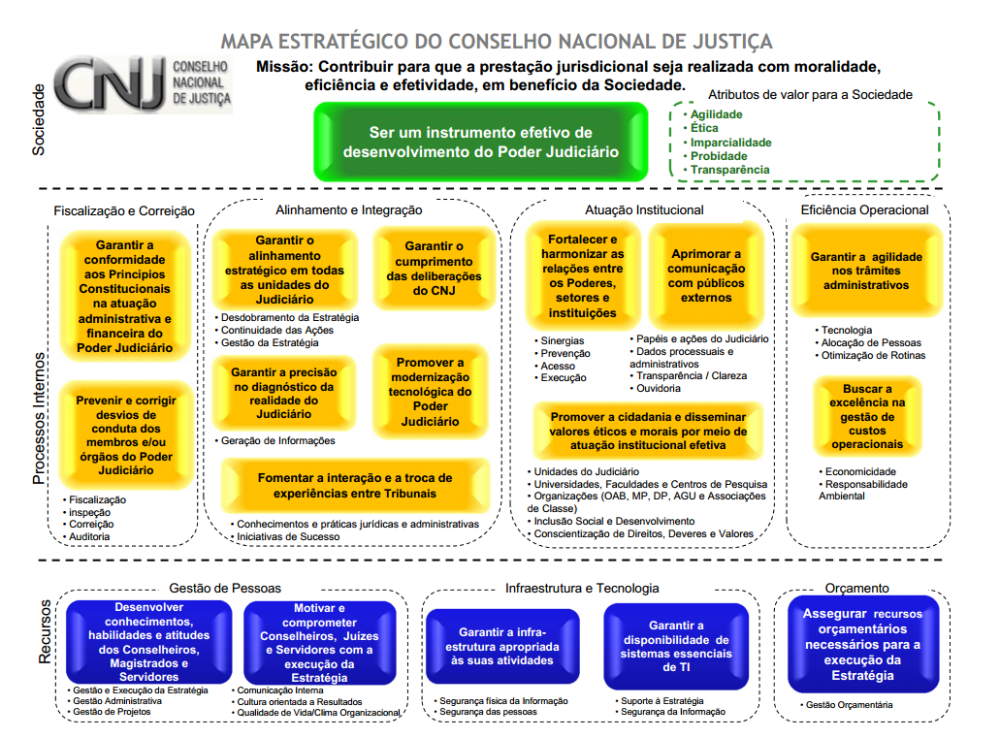 MAPA ESTRATÉGICO DO CONSELHO NACIONAL DE JUSTIÇA
CNJ
CONSELHO
NACIONAL
DE JUSTIÇA
Missão: Contribuir para que a prestação jurisdicional seja realizada com moralidade,
eficiência e efetividade, em benefício da Sociedade.
Sociedade
Ser um instrumento efetivo de
desenvolvimento do Poder Judiciário
Atributos de valor para a Sociedade
• Agilidade
• Ética
• Imparcialidade
• Probidade
• Transparência
Processos Internos
Fiscalização e Correição
Garantir a
conformidade
aos Princípios
Constitucionais
na atuação
administrativa e
financeira do
Poder Judiciário
Prevenir e corrigir
desvios de
conduta dos
membros e/ou
órgãos do Poder
Judiciário
• Fiscalização
• inspeção
• Correição
• Auditoria
Alinhamento e Integração
Garantir o
alinhamento
estratégico em todas
as unidades do
Judiciário
• Desdobramento da Estratégia
• Continuidade das Ações
• Gestão da Estratégia
Garantir o
cumprimento
das deliberações
do CNJ
Garantir a precisão
no diagnóstico da
realidade do
Judiciário
• Geração de Informações
Promover a
modernização
tecnológica do
Poder
Judiciário
Fomentar a interação e a troca de
experiências entre Tribunais
• Conhecimentos e práticas jurídicas e administrativas
• Iniciativas de Sucesso
Atuação Institucional
Fortalecer e
harmonizar as
relações entre
os Poderes,
setores e
instituições
• Sinergias
• Prevenção
• Acesso
• Execução
Aprimorar a
comunicação
com públicos
externos
• Papéis e ações do Judiciário
• Dados processuais e
administrativos
• Transparência / Clareza
• Ouvidoria
Promover a cidadania e disseminar
valores éticos e morais por meio de
atuação institucional efetiva
• Unidades do Judiciário
• Universidades, Faculdades e Centros de Pesquisa
• Organizações (OAB, MP, DP, AGU e Associações
de Classe)
• Inclusão Social e Desenvolvimento
• Conscientização de Direitos, Deveres e Valores
Eficiência Operacional
Garantir a agilidade
nos trâmites
administrativos
• Tecnologia
• Alocação de Pessoas
• Otimização de Rotinas
Buscar a
excelência na
gestão de
custos
operacionais
• Economicidade
• Responsabilidade
Ambiental
Recursos
Gestão de Pessoas
Desenvolver
conhecimentos,
habilidades e atitudes
dos Conselheiros,
Magistrados e
Servidores
• Gestão e Execução da Estratégia
• Gestão Administrativa
• Gestão de Projetos
Motivar e
comprometer
Conselheiros, Juízes
e Servidores com a
execução da
Estratégia
• Comunicação Interna
• Cultura orientada a Resultados
• Qualidade de Vida/Clima Organizacional
Infraestrutura e Tecnologia
Garantir a infra-
estrutura apropriada
às suas atividades
• Segurança física da Informação
• Segurança das pessoas
Garantir a
disponibilidade de
sistemas essenciais
de TI
• Suporte à Estratégia
• Segurança da Informação
Orçamento
Assegurar recursos
orçamentários
necessários para a
execução da
Estratégia
• Gestão Orçamentária